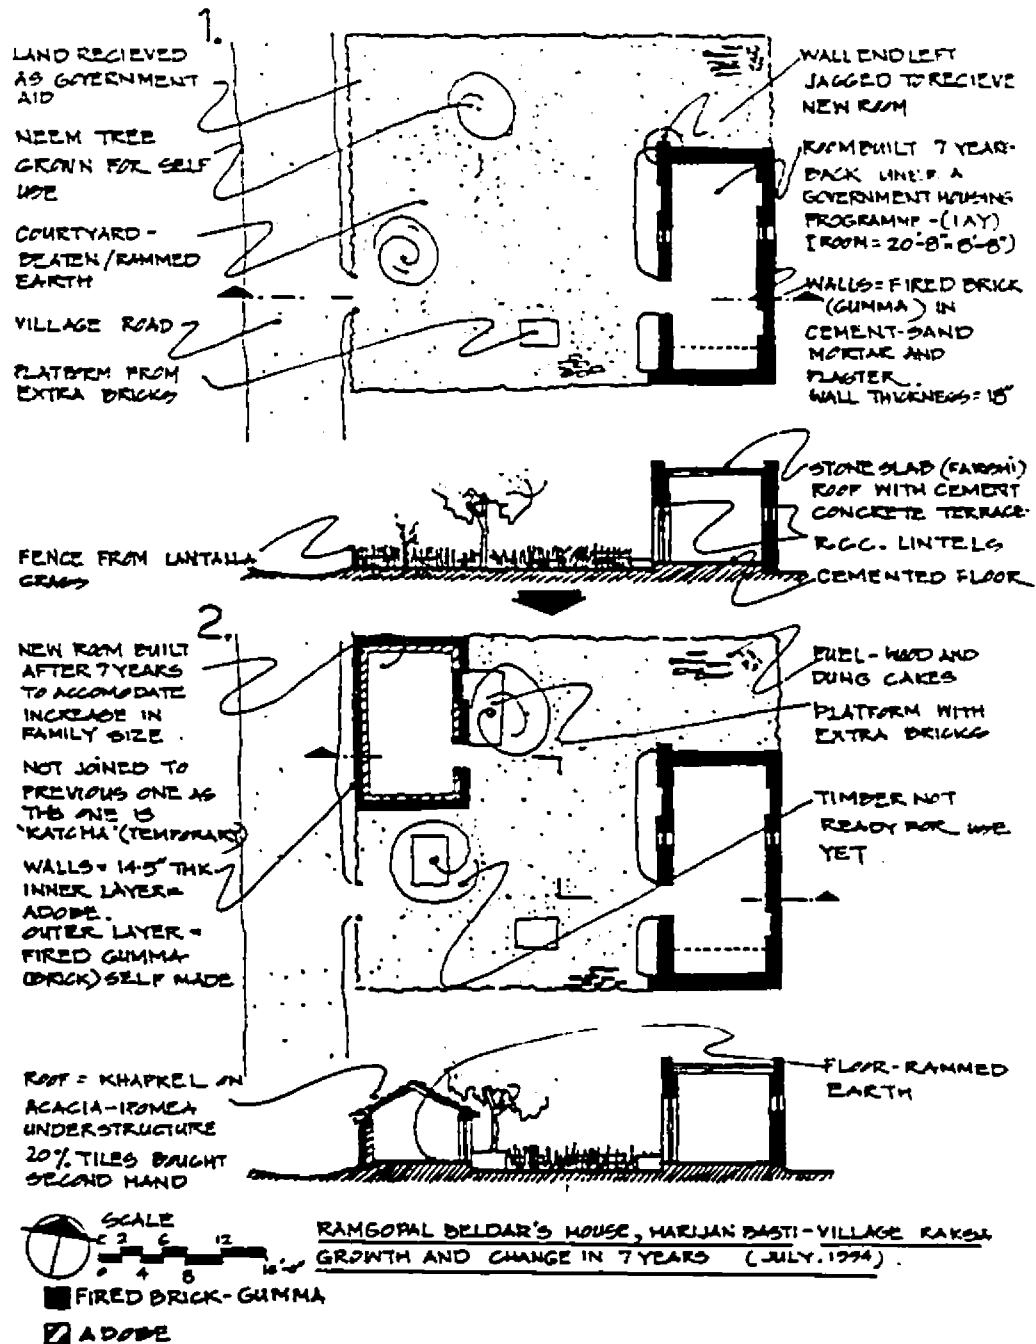 1.
LAND RECIEVED
AS GOVERNMENT
AID
NEEM TREE
GROWN FOR SELF
USE
COURTYARD -
BEATEN/RAMMED
EARTH
VILLAGE ROAD
PLATFORM FROM
EXTRA BRICKS
WALL END LEFT
JAGGED TO RECIEVE
NEW ROOM
ROOM BUILT 7 YEAR-
BACK UNDER A
GOVERNMENT HOUSING
PROGRAMME - (IAY)
[ROOM = 20'-8" × 8'-8"]
WALLS = FIRED BRICK
(GUMMA) IN
CEMENT-SAND
MORTAR AND
PLASTER.
WALL THICKNESS = 18"
STONE SLAB (FARSHI)
ROOF WITH CEMENT
CONCRETE TERRACE.
R.C.C. LINTELS
CEMENTED FLOOR
FENCE FROM LANTALLA
GRASS
2.
NEW ROOM BUILT
AFTER 7 YEARS
TO ACCOMODATE
INCREASE IN
FAMILY SIZE.
NOT JOINED TO
PREVIOUS ONE AS
THIS ONE IS
'KATCHA' (TEMPORARY)
WALLS = 14.5" THK
INNER LAYER =
ADOBE.
OUTER LAYER =
FIRED GUMMA
(BRICK) SELF MADE
FUEL-WOOD AND
DUNG CAKES
PLATFORM WITH
EXTRA BRICKS
TIMBER NOT
READY FOR USE
YET
ROOF = KHAPREL ON
ACACIA-IPOMEA
UNDERSTRUCTURE
20% TILES BOUGHT
SECOND HAND
FLOOR-RAMMED
EARTH
SCALE
2 6 12
0 4 8 16'-0"
RAMGOPAL BELDAR'S HOUSE, HARIJAN BASTI - VILLAGE RAKSA
GROWTH AND CHANGE IN 7 YEARS (JULY. 1994).
FIRED BRICK - GUMMA
ADOBE